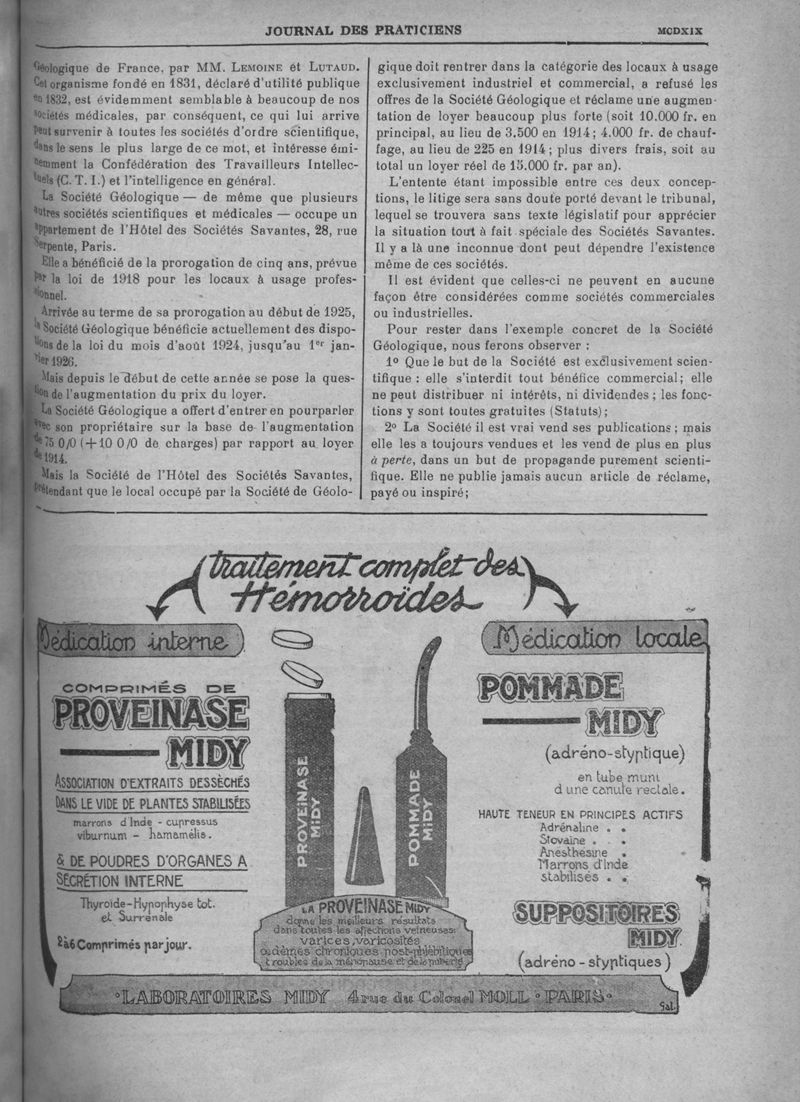 JOURNAL DES PRATICIENS
MCDXIX
Géologique de France, par MM. LEMOINE et LUTAUD.
Cet organisme fondé en 1831, déclaré d'utilité publique
en 1832, est évidemment semblable à beaucoup de nos
sociétés médicales, par conséquent, ce qui lui arrive
peut survenir à toutes les sociétés d'ordre scientifique,
dans le sens le plus large de ce mot, et intéresse émi-
nemment la Confédération des Travailleurs Intellec-
tuels (C. T. I.) et l'intelligence en général.
La Société Géologique — de même que plusieurs
autres sociétés scientifiques et médicales — occupe un
appartement de l'Hôtel des Sociétés Savantes, 28, rue
Serpente, Paris.
Elle a bénéficié de la prorogation de cinq ans, prévue
par la loi de 1918 pour les locaux à usage profes-
sionnel.
Arrivée au terme de sa prorogation au début de 1925,
la Société Géologique bénéficie actuellement des dispo-
tions de la loi du mois d'août 1924, jusqu'au 1er jan-
vier 1926.
Mais depuis le début de cette année se pose la ques-
tion de l'augmentation du prix du loyer.
La Société Géologique a offert d'entrer en pourparler
avec son propriétaire sur la base de l'augmentation
de 75 0/0 (+10 0/0 de charges) par rapport au loyer
de 1914.
Mais la Société de l'Hôtel des Sociétés Savantes,
prétendant que le local occupé par la Société de Géolo-
gique doit rentrer dans la catégorie des locaux à usage
exclusivement industriel et commercial, a refusé les
offres de la Société Géologique et réclame une augmen-
tation de loyer beaucoup plus forte (soit 10.000 fr. en
principal, au lieu de 3.500 en 1914; 4.000 fr. de chauf-
fage, au lieu de 225 en 1914; plus divers frais, soit au
total un loyer réel de 15.000 fr. par an).
L'entente étant impossible entre ces deux concep-
tions, le litige sera sans doute porté devant le tribunal,
lequel se trouvera sans texte législatif pour apprécier
la situation tout à fait spéciale des Sociétés Savantes.
Il y a là une inconnue dont peut dépendre l'existence
même de ces sociétés.
Il est évident que celles-ci ne peuvent en aucune
façon être considérées comme sociétés commerciales
ou industrielles.
Pour rester dans l'exemple concret de la Société
Géologique, nous ferons observer :
1o Que le but de la Société est exclusivement scien-
tifique : elle s'interdit tout bénéfice commercial; elle
ne peut distribuer ni intérêts, ni dividendes ; les fonc-
tions y sont toutes gratuites (Statuts) ;
2o La Société il est vrai vend ses publications ; mais
elle les a toujours vendues et les vend de plus en plus
à perte, dans un but de propagande purement scienti-
fique. Elle ne publie jamais aucun article de réclame,
payé ou inspiré;
traitement complet des
Hémorroïdes
Médication interne
COMPRIMÉS DE
PROVEINASE
MIDY
ASSOCIATION D'EXTRAITS DESSÈCHÉS
DANS LE VIDE DE PLANTES STABILISÉES
marrons d Inde - cupressus
viburnum - hamamélis.
& DE POUDRES D'ORGANES A
SÉCRÉTION INTERNE
Thyroïde-Hypophyse tot.
et Surrénale
2 à 6 Comprimés par jour.
PROVEINASE MIDY
POMMADE MIDY
LA PROVEINASE MIDY
donne les meilleurs résultats
dans toutes les affections veineuses:
varices, varicosités
oedèmes chroniques post-phlébitiques
troubles de la ménopause et de la puberté
Médication locale
POMMADE
MIDY
(adréno-styptique)
en tube muni
d une canule rectale.
HAUTE TENEUR EN PRINCIPES ACTIFS
Adrénaline . .
Stovaine . .
Anesthesine .
Marrons d'Inde
stabilisés . .
SUPPOSITOIRES
MIDY
(adréno-styptiques)
LABORATOIRES MIDY 4 rue du Colonel MOLL PARIS
Gal.